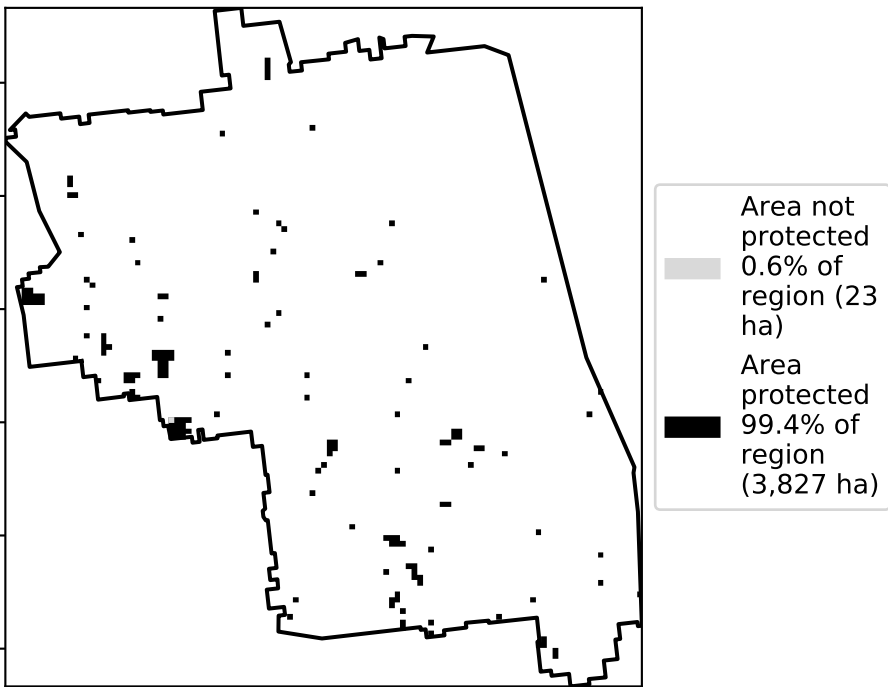 Area not
protected
0.6% of
region (23
ha)
Area
protected
99.4% of
region
(3,827 ha)